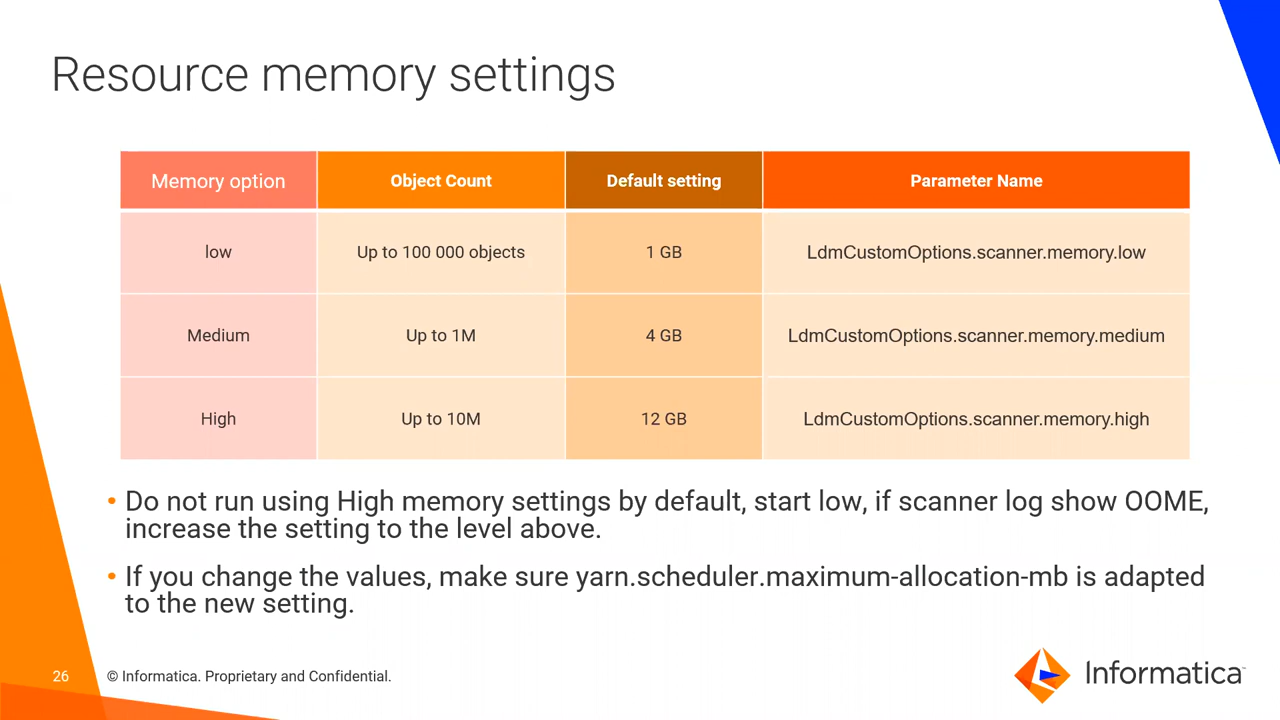 Resource memory settings
Memory option Object Count Default setting Parameter Name
low Up to 100 000 objects 1 GB LdmCustomOptions.scanner.memory.low
Medium Up to 1M 4 GB LdmCustomOptions.scanner.memory.medium
High Up to 10M 12 GB LdmCustomOptions.scanner.memory.high
• Do not run using High memory settings by default, start low, if scanner log show OOME,
increase the setting to the level above.
• If you change the values, make sure yarn.scheduler.maximum-allocation-mb is adapted
to the new setting.
26 © Informatica. Proprietary and Confidential.
Informatica™